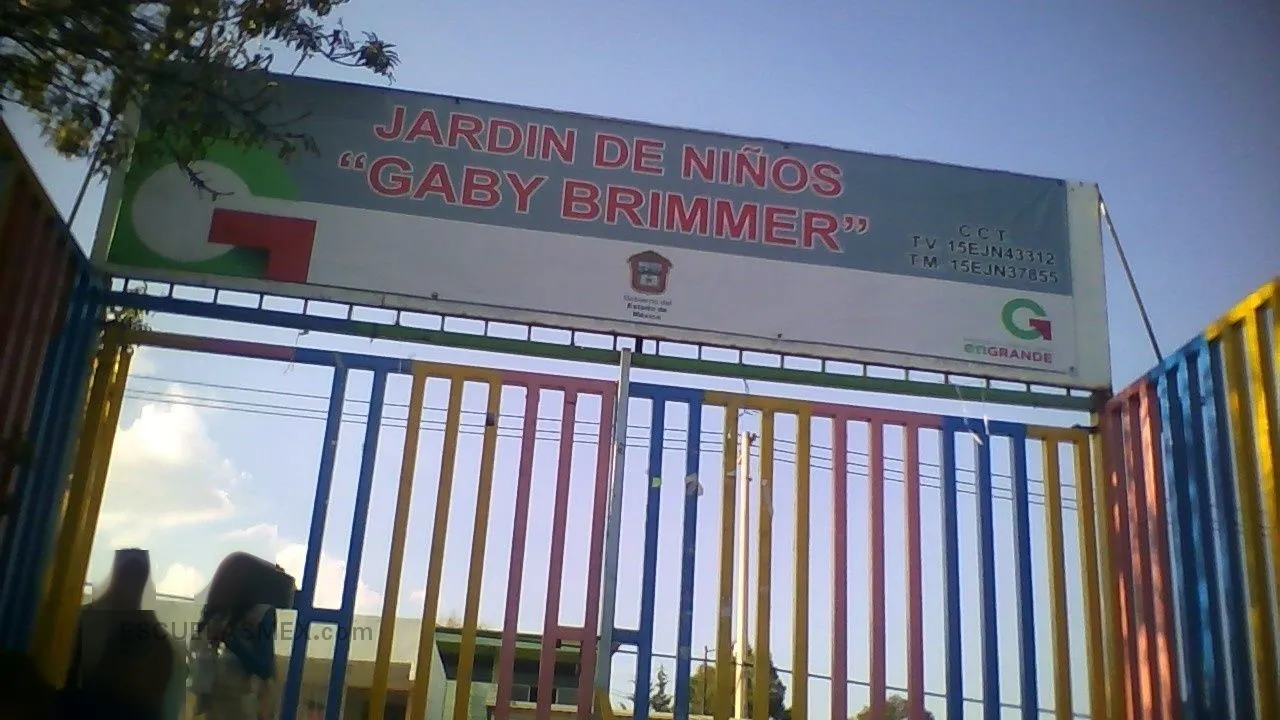 JARDIN DE NIÑOS
“GABY BRIMMER”
C C T
T V 15EJN43312
T M 15EJN37855
Gobierno del
Estado de
México
enGRANDE
ESCUELASMEX.com